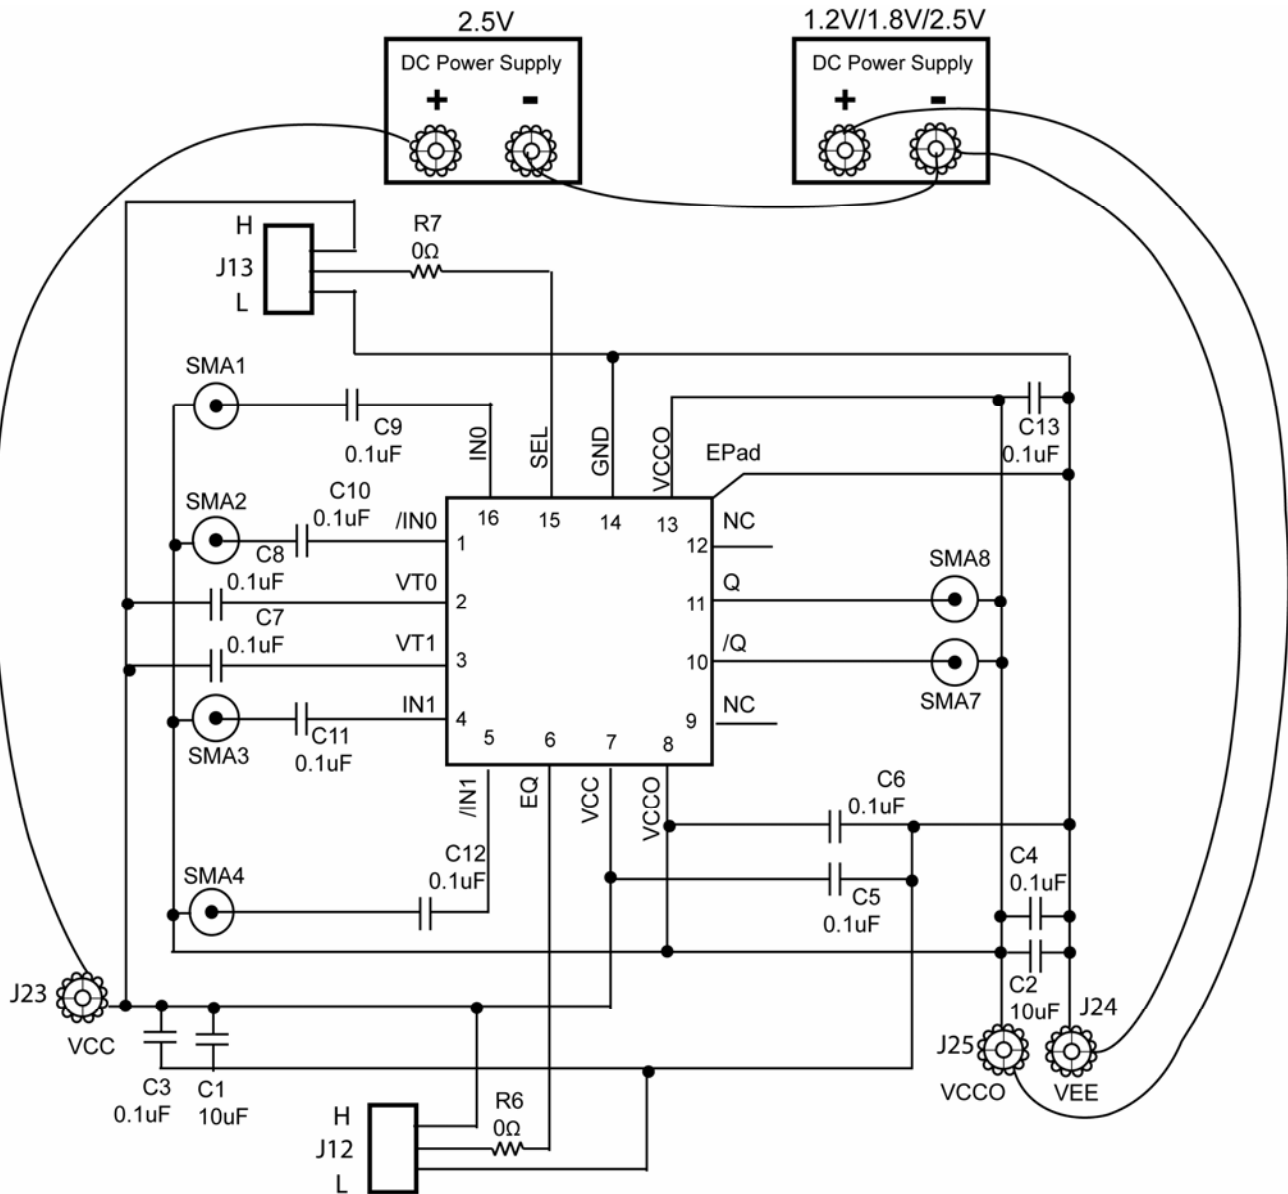 2.5V
1.2V/1.8V/2.5V
DC Power Supply
+ -
DC Power Supply
+ -
H
J13
L
R7
0Ω
SMA1
C9
0.1uF
IN0
SEL
GND
VCCO
EPad
C13
0.1uF
SMA2
C10
0.1uF
/IN0
16
15
14
13
NC
1
12
C8
0.1uF
VT0
2
Q
11
SMA8
C7
0.1uF
VT1
3
/Q
10
SMA7
IN1
4
NC
9
SMA3
C11
0.1uF
5
6
7
8
/IN1
EQ
VCC
VCCO
C6
0.1uF
C12
0.1uF
SMA4
C5
0.1uF
C4
0.1uF
C2
10uF
J23
VCC
J25
VCCO
J24
VEE
C3
0.1uF
C1
10uF
H
J12
L
R6
0Ω